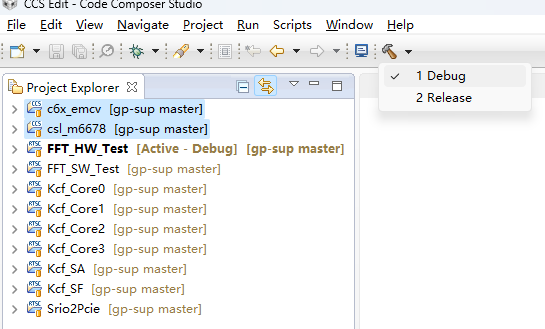 CCS Edit - Code Composer Studio
File Edit View Navigate Project Run Scripts Window Help
1 Debug
2 Release
Project Explorer
c6x_emcv [gp-sup master]
csl_m6678 [gp-sup master]
FFT_HW_Test [Active - Debug] [gp-sup master]
FFT_SW_Test [gp-sup master]
Kcf_Core0 [gp-sup master]
Kcf_Core1 [gp-sup master]
Kcf_Core2 [gp-sup master]
Kcf_Core3 [gp-sup master]
Kcf_SA [gp-sup master]
Kcf_SF [gp-sup master]
Srio2Pcie [gp-sup master]